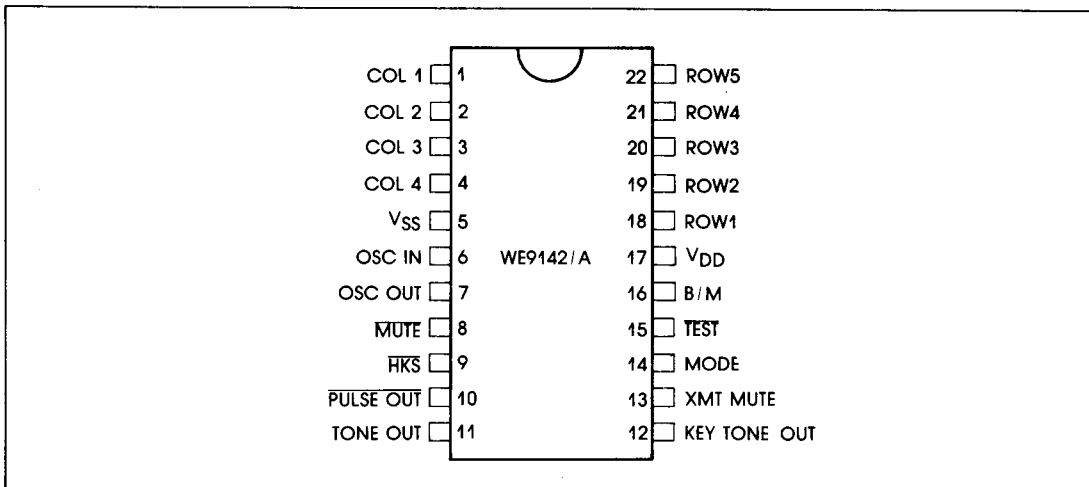 COL 1 1 22 ROW5
COL 2 2 21 ROW4
COL 3 3 20 ROW3
COL 4 4 19 ROW2
VSS 5 18 ROW1
OSC IN 6 WE9142/A 17 VDD
OSC OUT 7 16 B/M
MUTE 8 15 TEST
HKS 9 14 MODE
PULSE OUT 10 13 XMT MUTE
TONE OUT 11 12 KEY TONE OUT